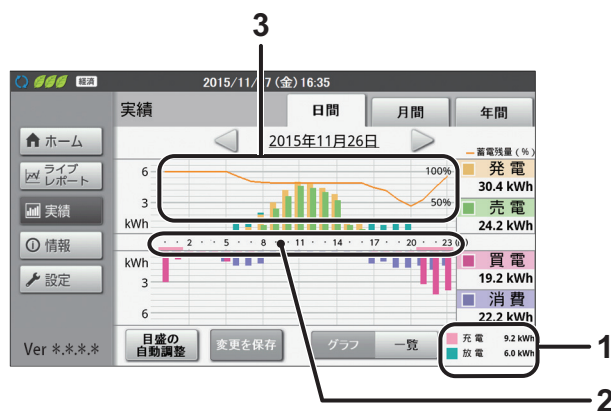 3
経済
2015/11/ 7 (金) 16:35
実績
日間
月間
年間
ホーム
ライブ
レポート
実績
情報
設定
Ver *.*.*.*
2015年11月26日
蓄電残量 (%)
6
100%
3
50%
kWh
2 5 8 11 14 17 20 23
kWh
3
6
発電
30.4 kWh
売電
24.2 kWh
買電
19.2 kWh
消費
22.2 kWh
充電 9.2 kWh
放電 6.0 kWh
目盛の
自動調整
変更を保存
グラフ
一覧
1
2